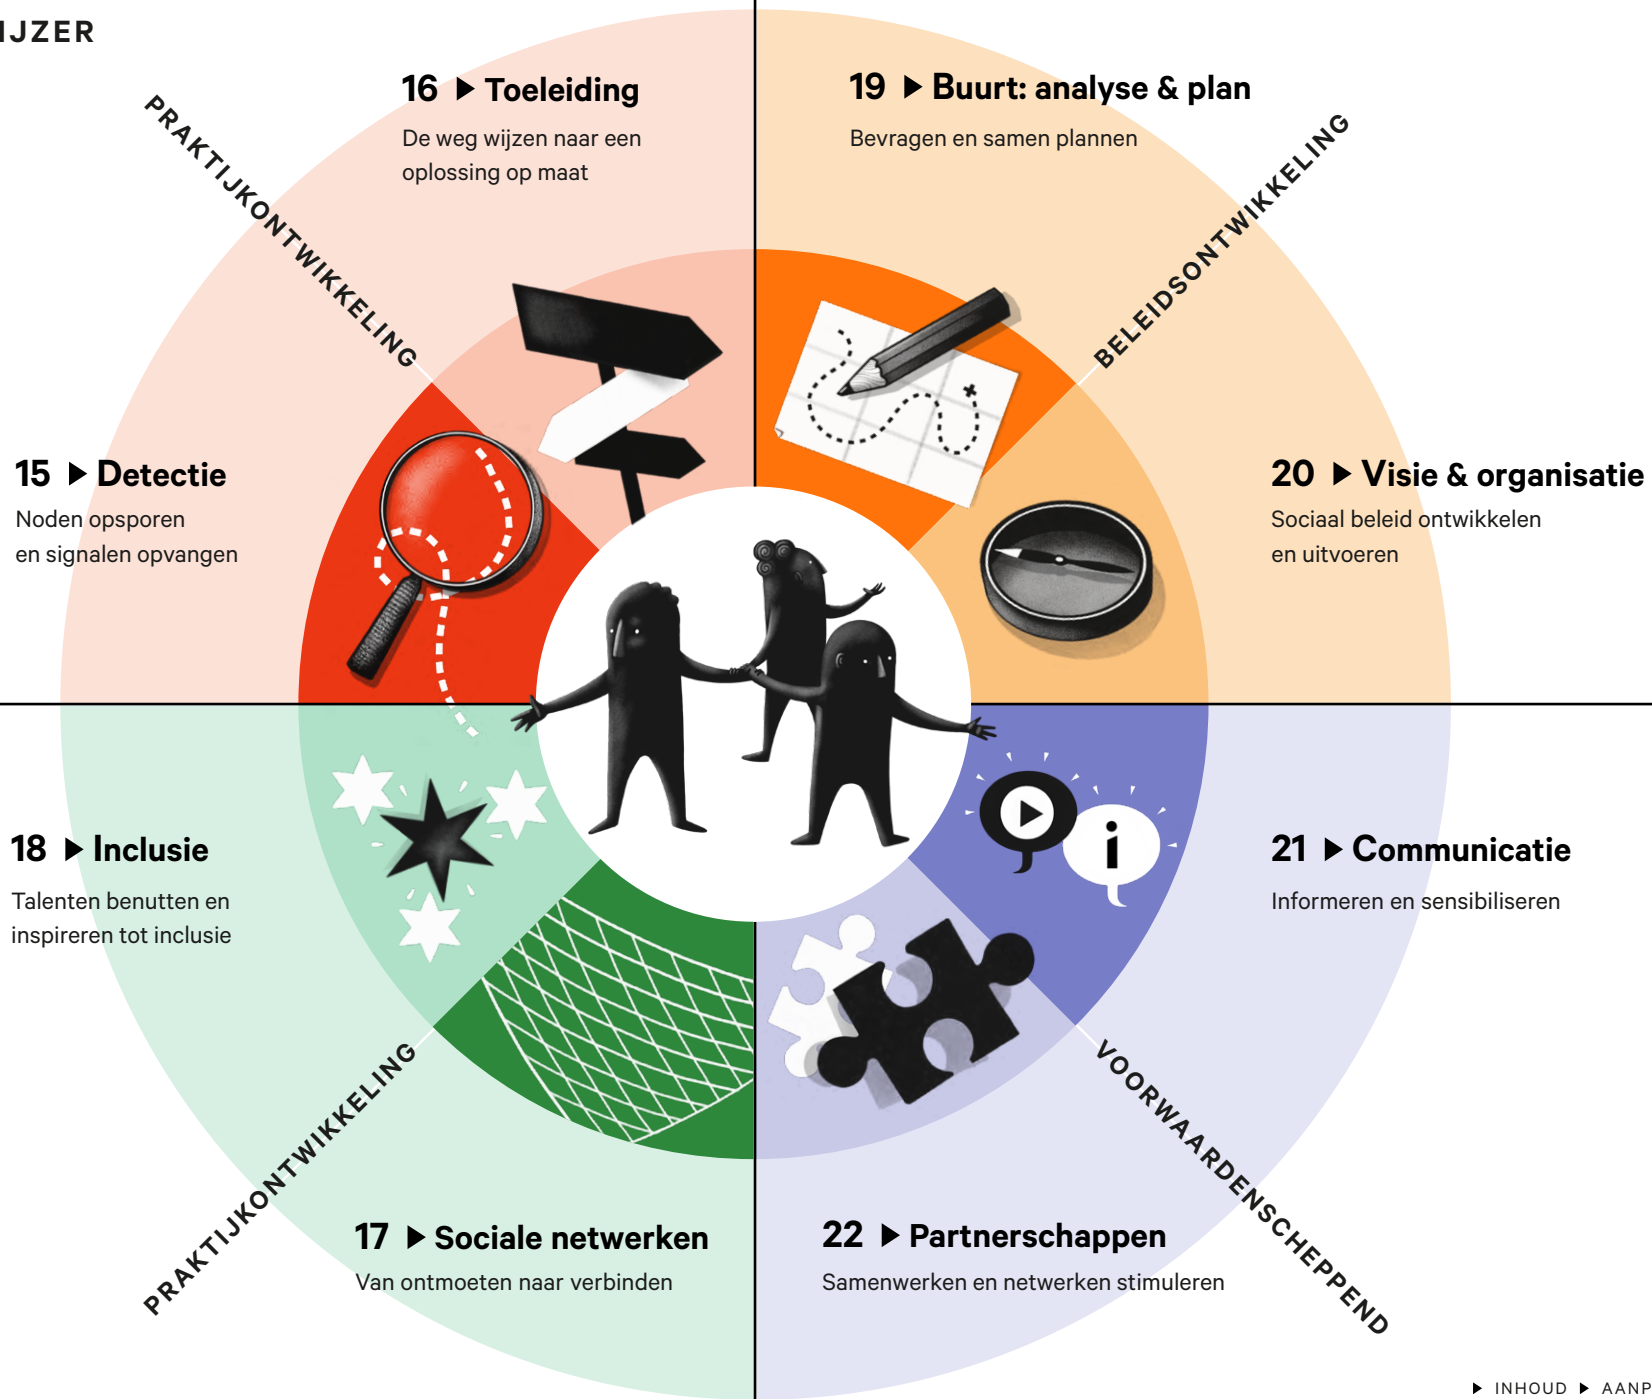 IJZER
PRAKTIJKONTWIKKELING
16 ▶ Toeleiding
De weg wijzen naar een
oplossing op maat
19 ▶ Buurt: analyse & plan
Bevragen en samen plannen
BELEIDSONTWIKKELING
15 ▶ Detectie
Noden opsporen
en signalen opvangen
20 ▶ Visie & organisatie
Sociaal beleid ontwikkelen
en uitvoeren
i
18 ▶ Inclusie
Talenten benutten en
inspireren tot inclusie
21 ▶ Communicatie
Informeren en sensibiliseren
PRAKTIJKONTWIKKELING
VOORWAARDENSCHEPPEND
17 ▶ Sociale netwerken
Van ontmoeten naar verbinden
22 ▶ Partnerschappen
Samenwerken en netwerken stimuleren
▶ INHOUD ▶ AANP